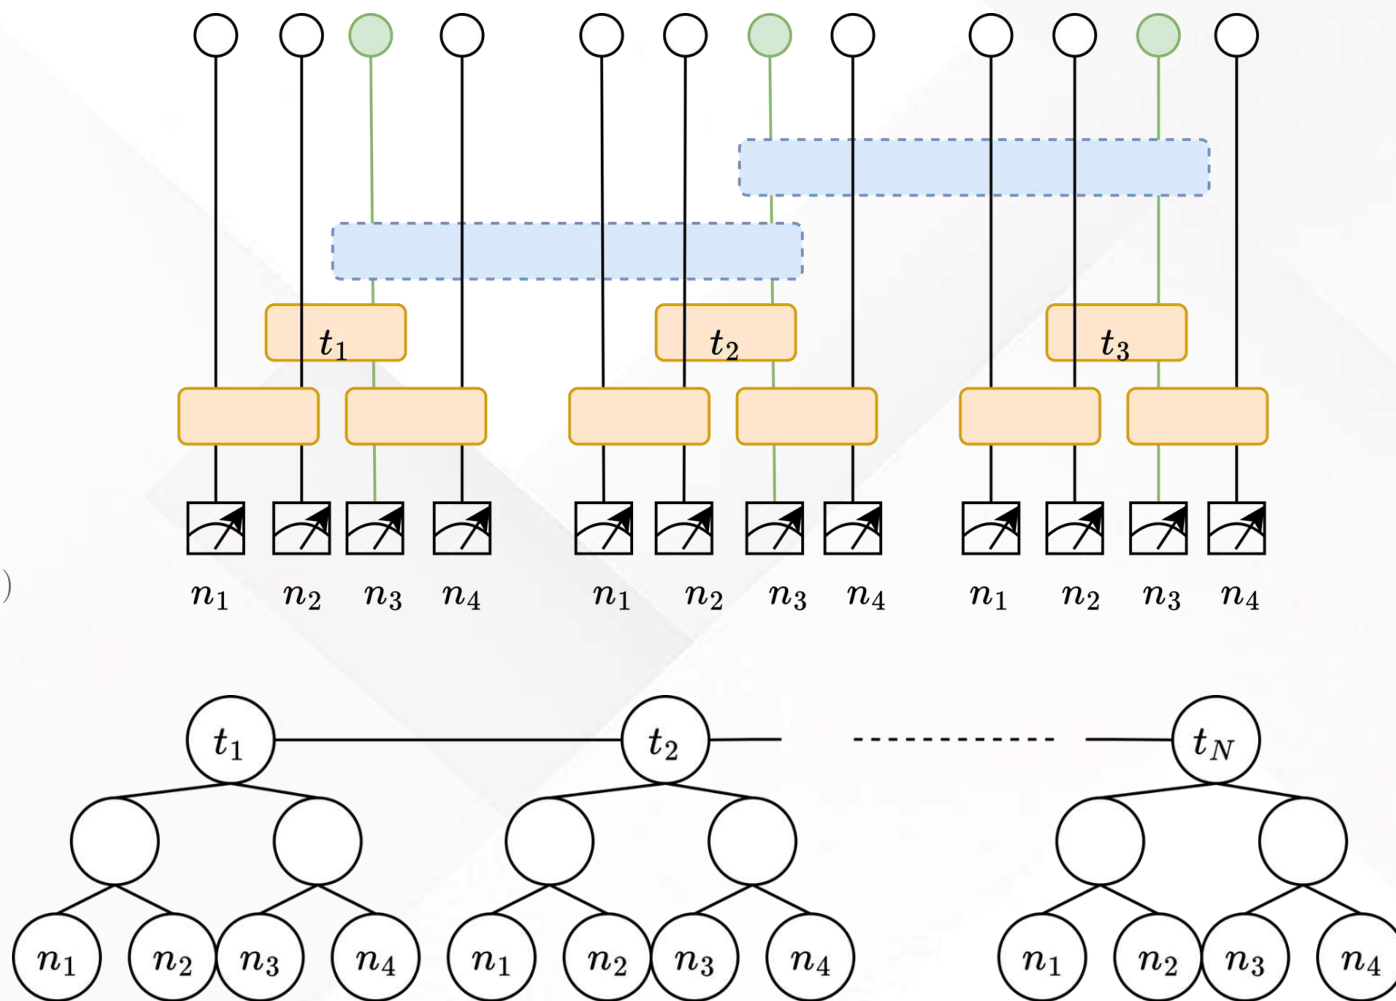 t₁ t₂ t₃
)
n₁ n₂ n₃ n₄ n₁ n₂ n₃ n₄ n₁ n₂ n₃ n₄
t₁ t₂ t_N
n₁ n₂ n₃ n₄ n₁ n₂ n₃ n₄ n₁ n₂ n₃ n₄